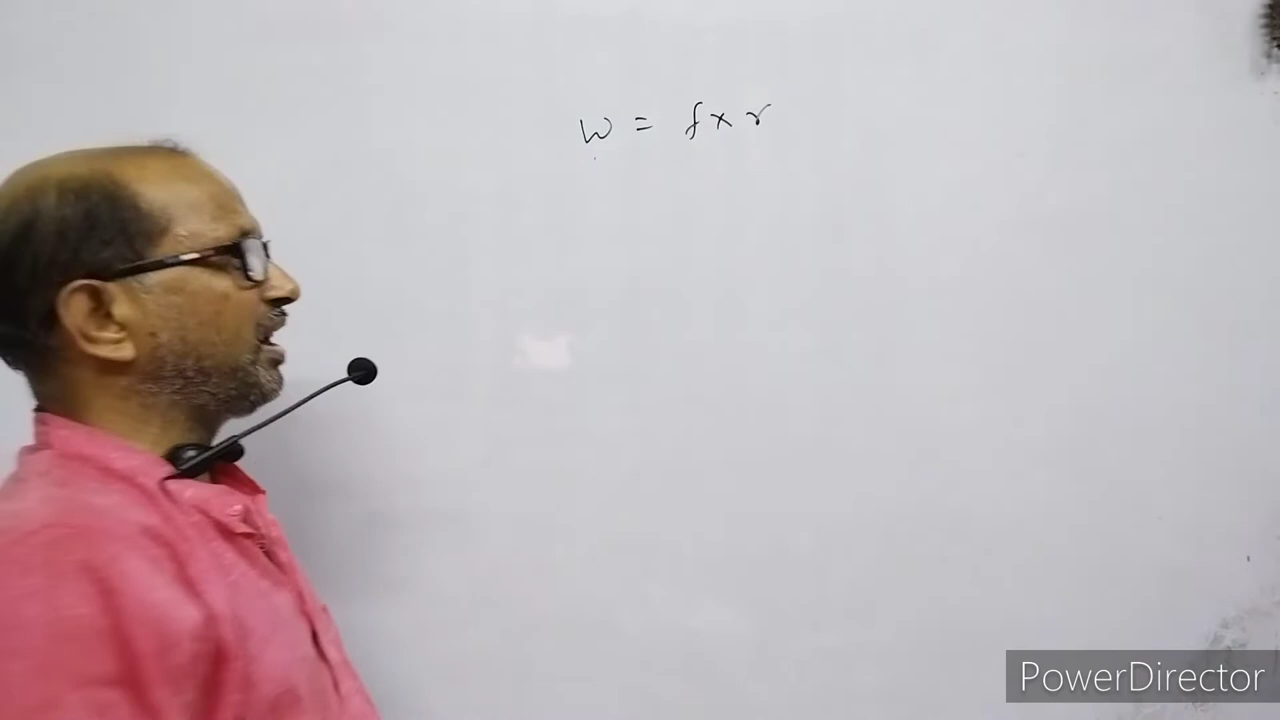 W = f × r
PowerDirector